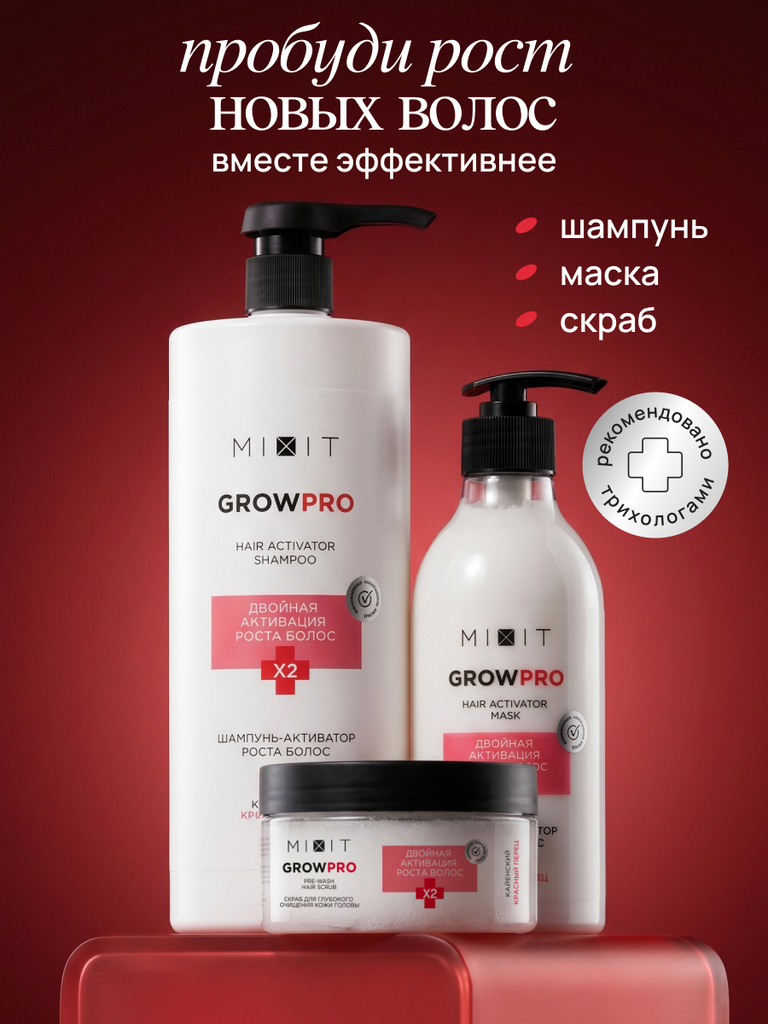 пробуди рост
НОВЫХ ВОЛОС
вместе эффективнее
шампунь
маска
скраб
рекомендовано
трихологами
MIXIT
GROWPRO
HAIR ACTIVATOR
SHAMPOO
ДВОЙНАЯ
АКТИВАЦИЯ
РОСТА БОЛОС
X2
ШАМПУНЬ-АКТИВАТОР
РОСТА БОЛОС
MIXIT
GROWPRO
HAIR ACTIVATOR
MASK
ДВОЙНАЯ
АКТИВАЦИЯ
MIXIT
GROWPRO
PRE-WASH
HAIR SCRUB
СКРАБ ДЛЯ ГЛУБОКОГО
ОЧИЩЕНИЯ КОЖИ ГОЛОВЫ
ДВОЙНАЯ
АКТИВАЦИЯ
РОСТА ВОЛОС
X2
КАЙЕНСКИЙ
КРАСНЫЙ ПЕРЕЦ